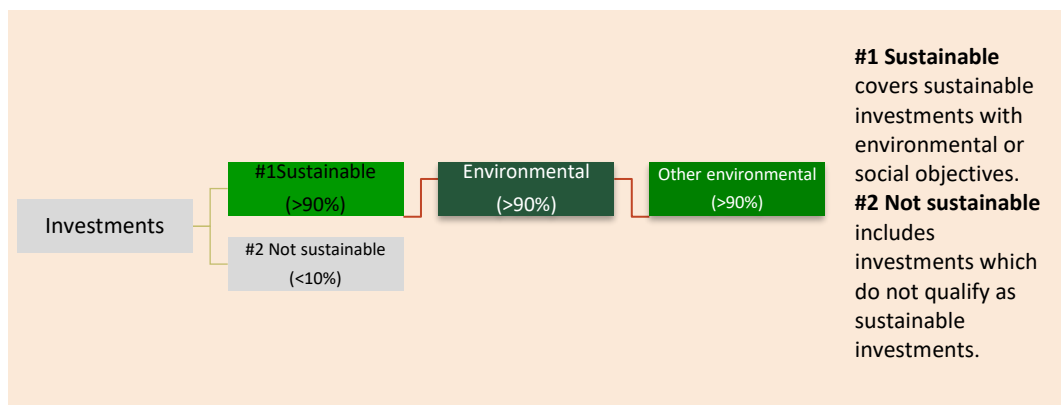 Investments
#1Sustainable
(>90%)
#2 Not sustainable
(<10%)
Environmental
(>90%)
Other environmental
(>90%)
#1 Sustainable
covers sustainable
investments with
environmental or
social objectives.
#2 Not sustainable
includes
investments which
do not qualify as
sustainable
investments.